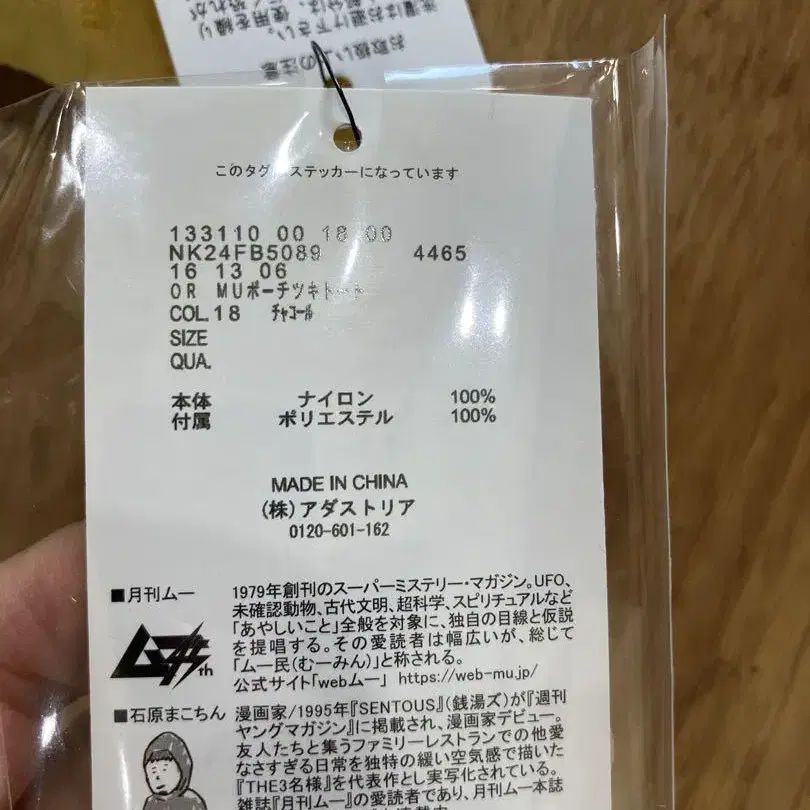 お取扱い の注意
洗濯はお避け下さい。
このタグ ステッカーになっています
133110 00 18 00
NK24FB5089 4465
16 13 06
OR MUポーチツキトート
COL.18 チャコール
SIZE
QUA.
本体 ナイロン 100%
付属 ポリエステル 100%
MADE IN CHINA
(株)アダストリア
0120-601-162
■月刊ムー
1979年創刊のスーパーミステリー・マガジン。UFO、
未確認動物、古代文明、超科学、スピリチュアルなど
「あやしいこと」全般を対象に、独自の目線と仮説
を提唱する。その愛読者は幅広いが、総じて
「ムー民(むーみん)」と称される。
公式サイト「webムー」 https://web-mu.jp/
th
■石原まこちん
漫画家/1995年『SENTOUS』(銭湯ズ)が『週刊
ヤングマガジン』に掲載され、漫画家デビュー。
友人たちと集うファミリーレストランでの他愛
なさすぎる日常を独特の緩い空気感で描いた
『THE3名様』を代表作とし実写化されている。
雑誌『月刊ムー』の愛読者であり、月刊ムー本誌